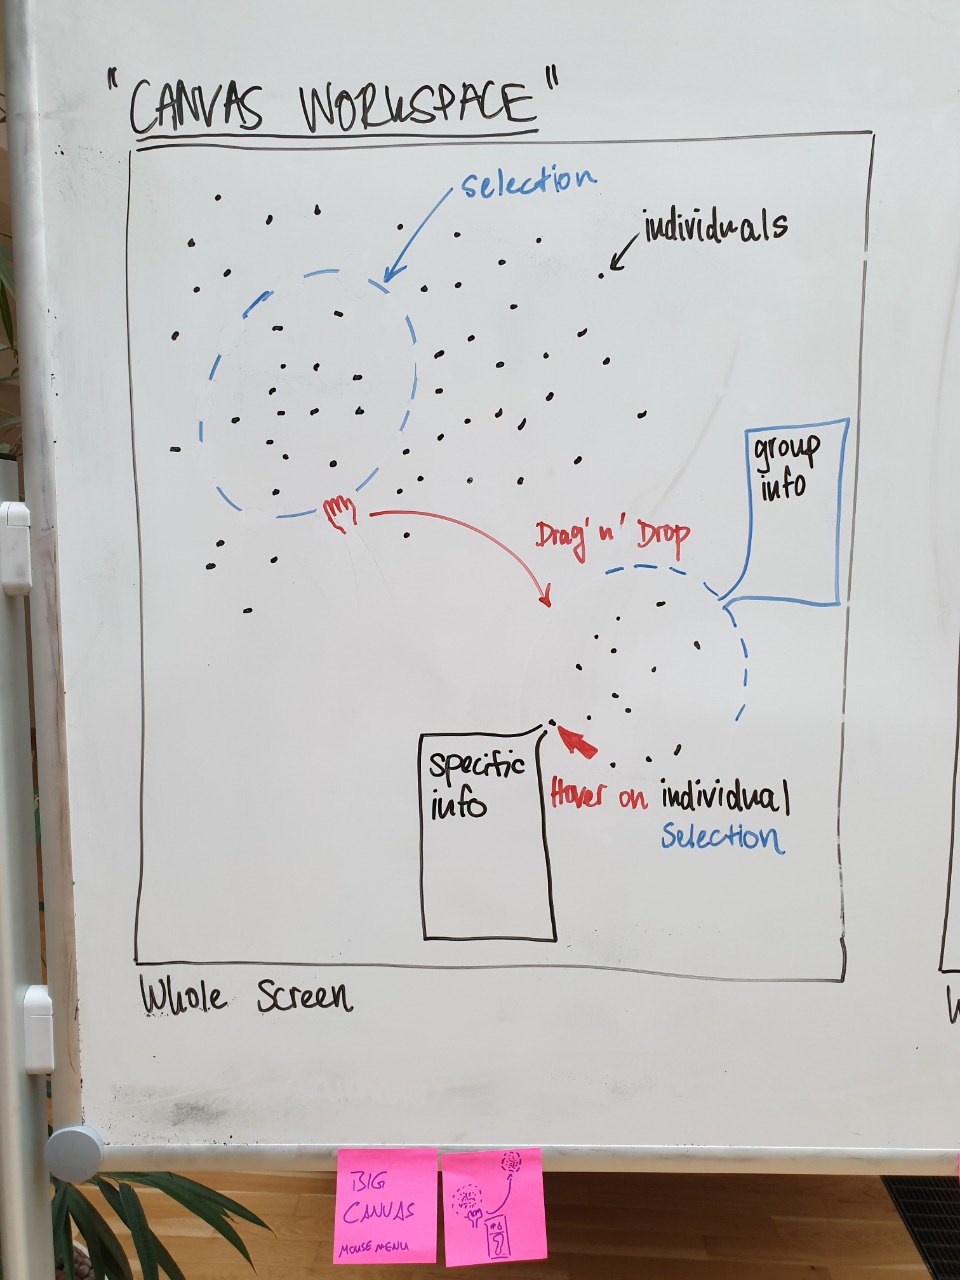 "CANVAS WORKSPACE"
selection
individuals
group
info
Drag 'n' Drop
specific
info
Hover on individual
Selection
Whole Screen
BIG
CANVAS
MOUSE MENU